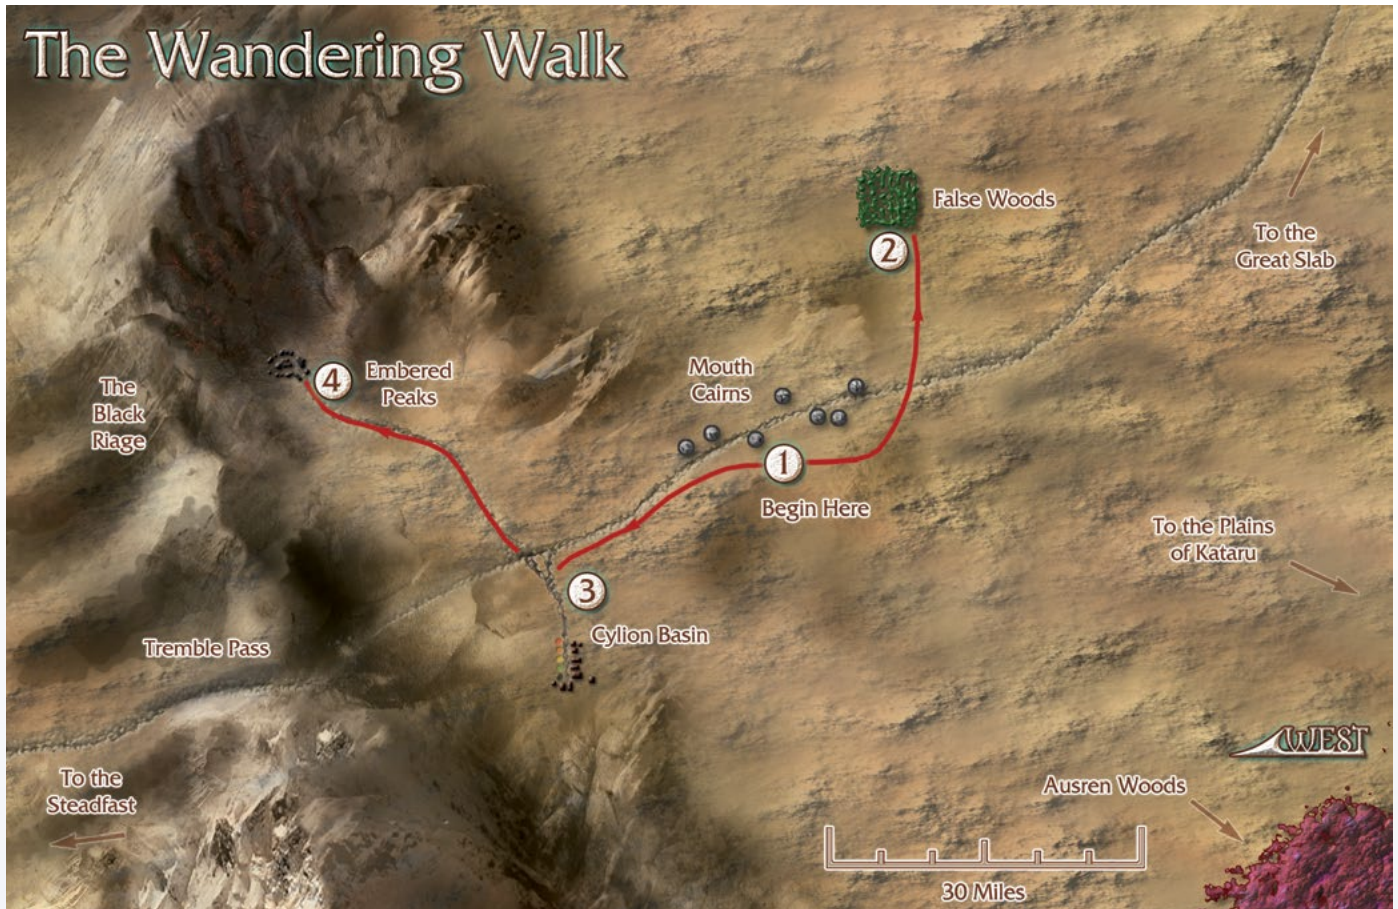 The Wandering Walk
False Woods
2
To the
Great Slab
4
Embered
Peaks
Mouth
Cairns
The
Black
Riage
1
Begin Here
To the Plains
of Kataru
3
Cylion Basin
Tremble Pass
WEST
To the
Steadfast
Ausren Woods
30 Miles